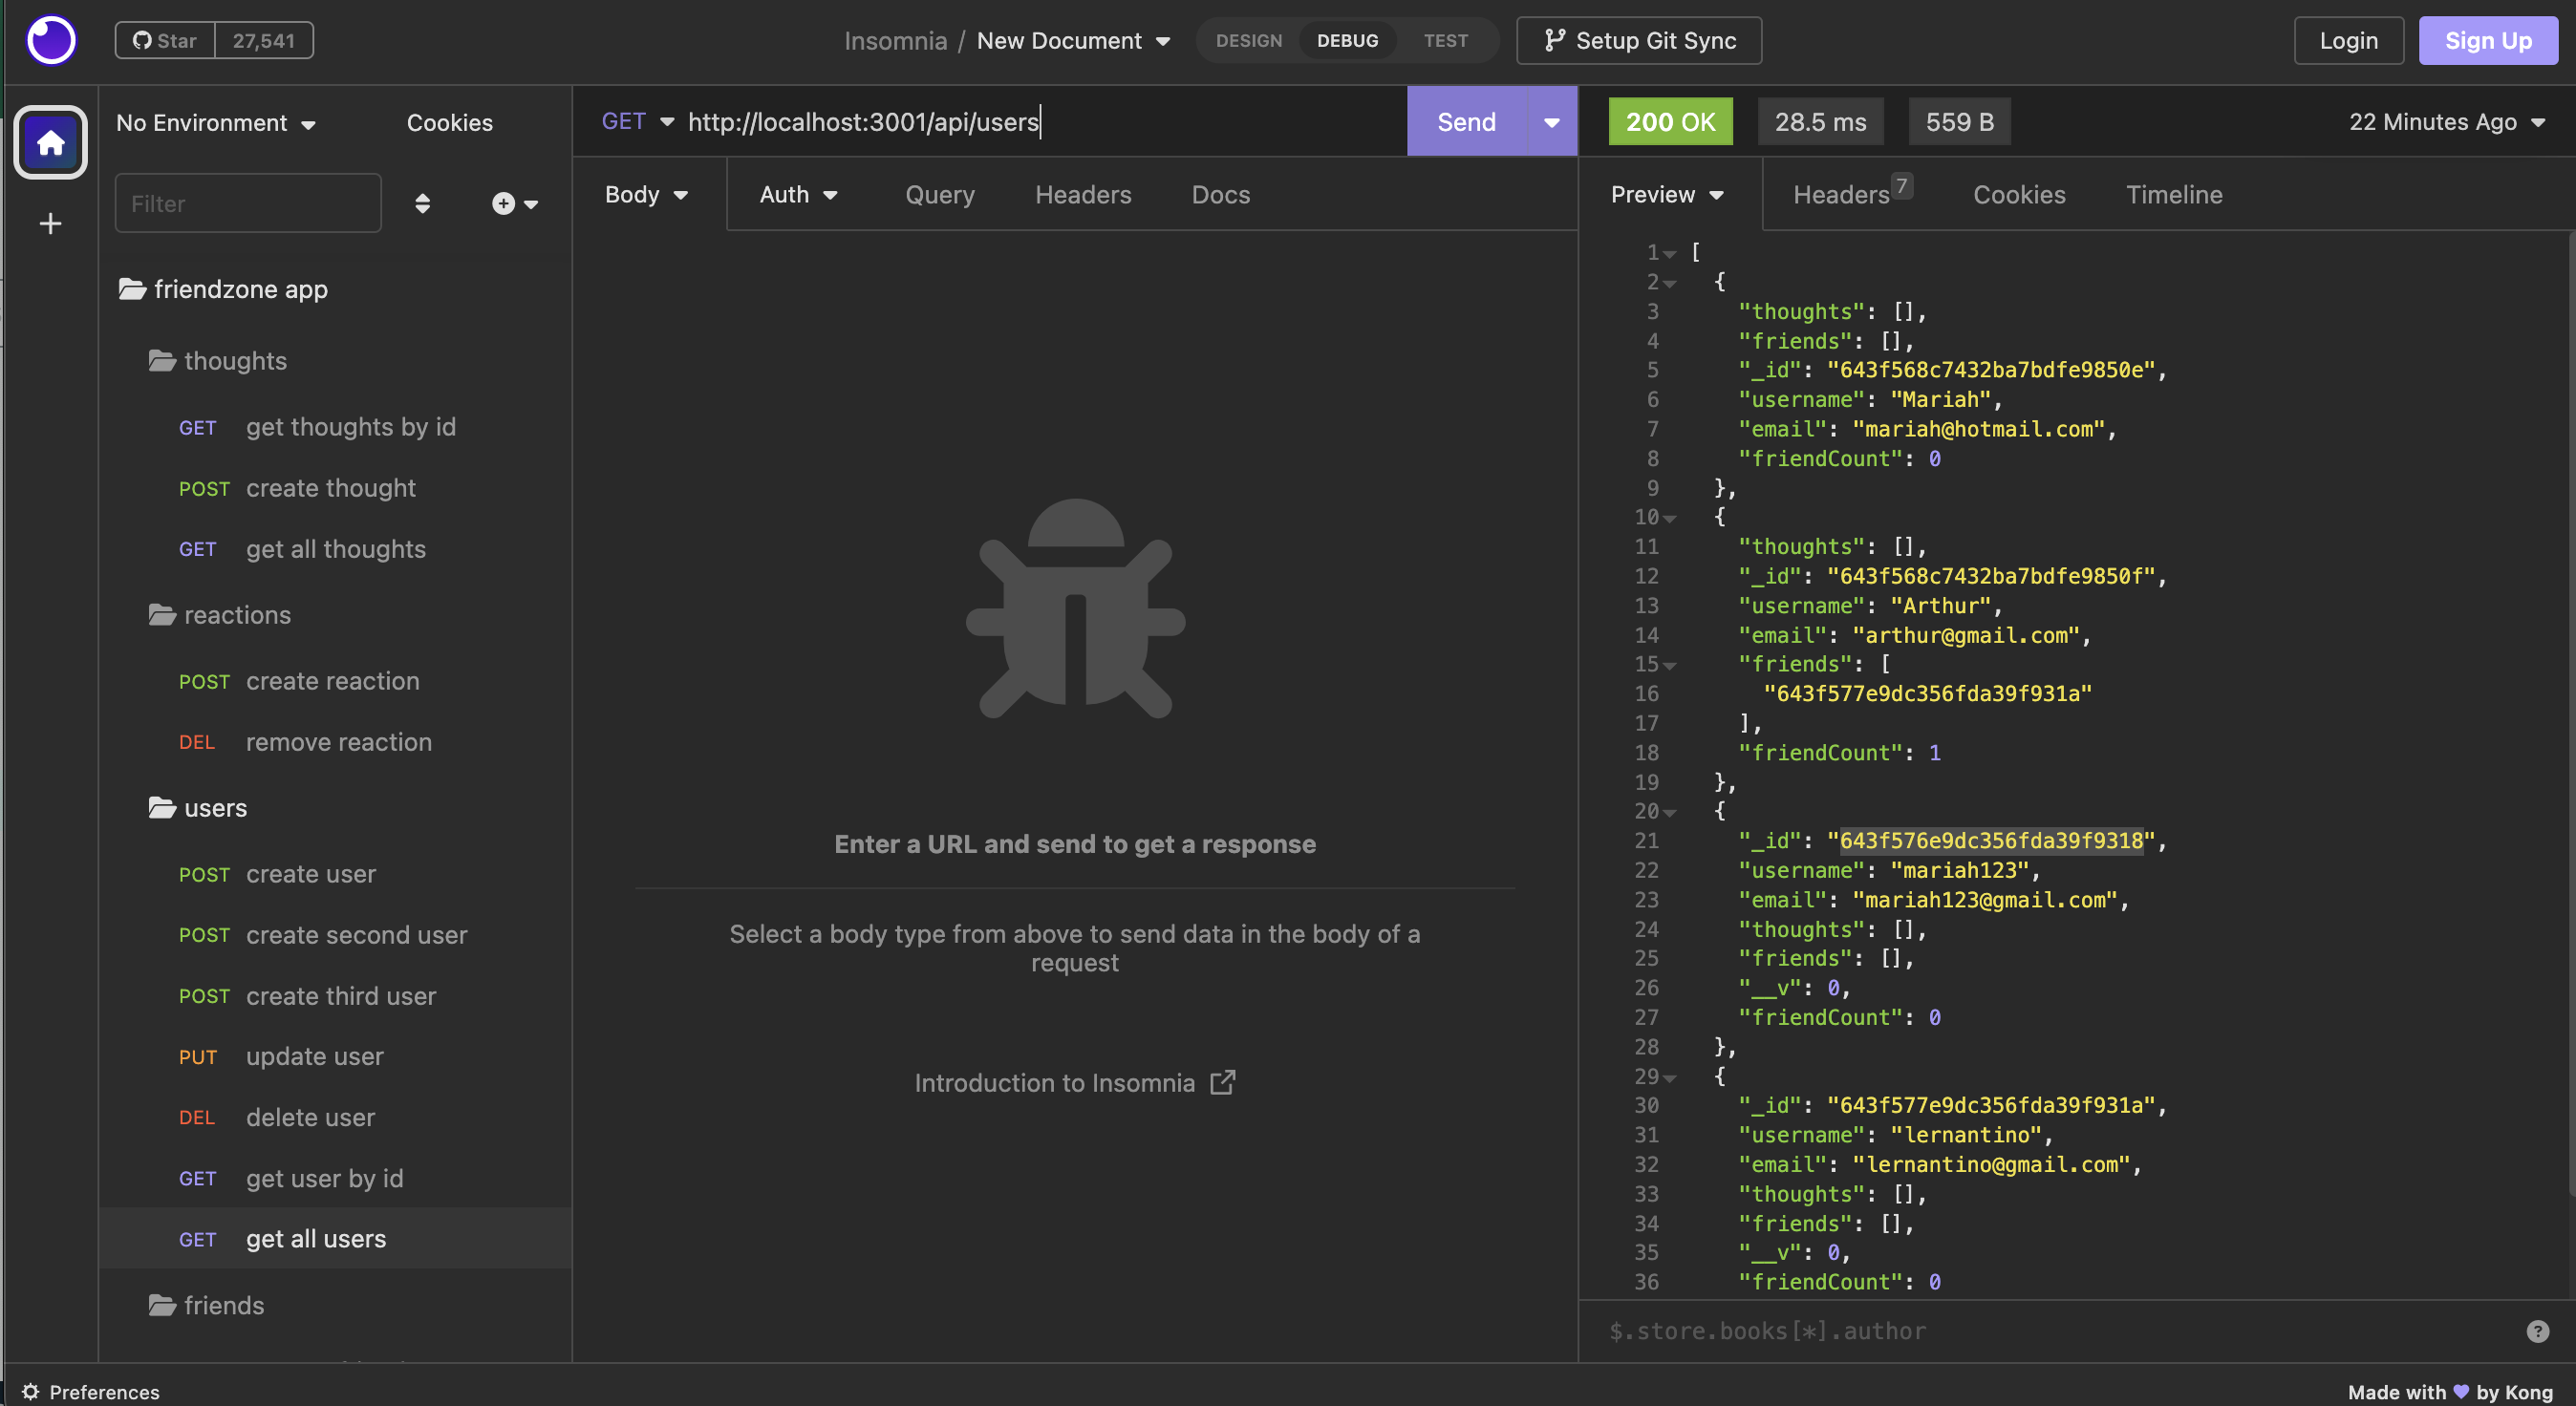 Star 27,541
Insomnia / New Document
DESIGN DEBUG TEST
Setup Git Sync
Login
Sign Up
No Environment
Cookies
Filter
friendzone app
thoughts
GET get thoughts by id
POST create thought
GET get all thoughts
reactions
POST create reaction
DEL remove reaction
users
POST create user
POST create second user
POST create third user
PUT update user
DEL delete user
GET get user by id
GET get all users
friends
Preferences
GET http://localhost:3001/api/users
Send
Body Auth Query Headers Docs
Enter a URL and send to get a response
Select a body type from above to send data in the body of a
request
Introduction to Insomnia
200 OK 28.5 ms 559 B
22 Minutes Ago
Preview Headers 7 Cookies Timeline
1 [
2 {
3 "thoughts": [],
4 "friends": [],
5 "_id": "643f568c7432ba7bdfe9850e",
6 "username": "Mariah",
7 "email": "mariah@hotmail.com",
8 "friendCount": 0
9 },
10 {
11 "thoughts": [],
12 "_id": "643f568c7432ba7bdfe9850f",
13 "username": "Arthur",
14 "email": "arthur@gmail.com",
15 "friends": [
16 "643f577e9dc356fda39f931a"
17 ],
18 "friendCount": 1
19 },
20 {
21 "_id": "643f576e9dc356fda39f9318",
22 "username": "mariah123",
23 "email": "mariah123@gmail.com",
24 "thoughts": [],
25 "friends": [],
26 "__v": 0,
27 "friendCount": 0
28 },
29 {
30 "_id": "643f577e9dc356fda39f931a",
31 "username": "lernantino",
32 "email": "lernantino@gmail.com",
33 "thoughts": [],
34 "friends": [],
35 "__v": 0,
36 "friendCount": 0
$.store.books[*].author
?
Made with 💜 by Kong